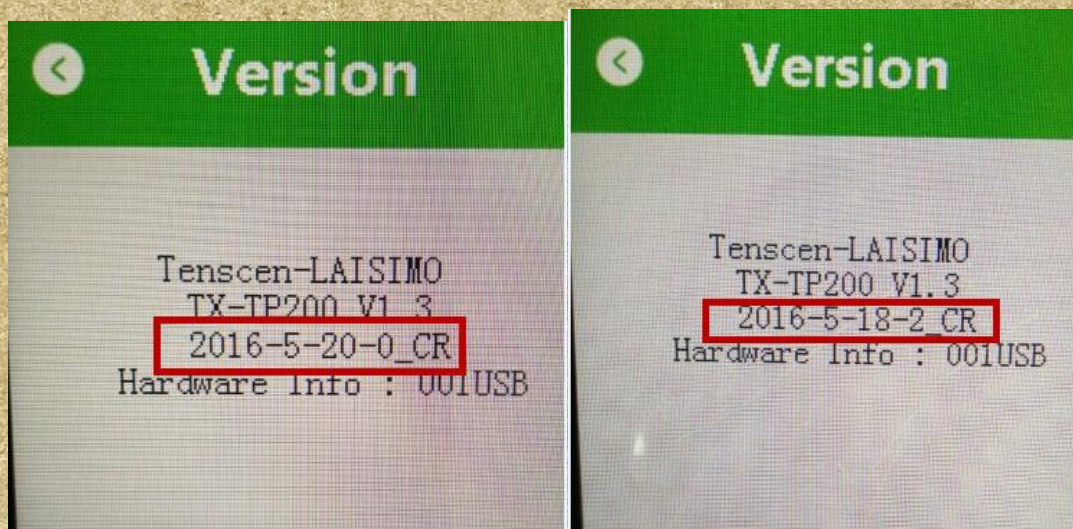 Version
Tenscen-LAISIMO
TX-TP200 V1.3
2016-5-20-0_CR
Hardware Info : 001USB
Version
Tenscen-LAISIMO
TX-TP200 V1.3
2016-5-18-2_CR
Hardware Info : 001USB